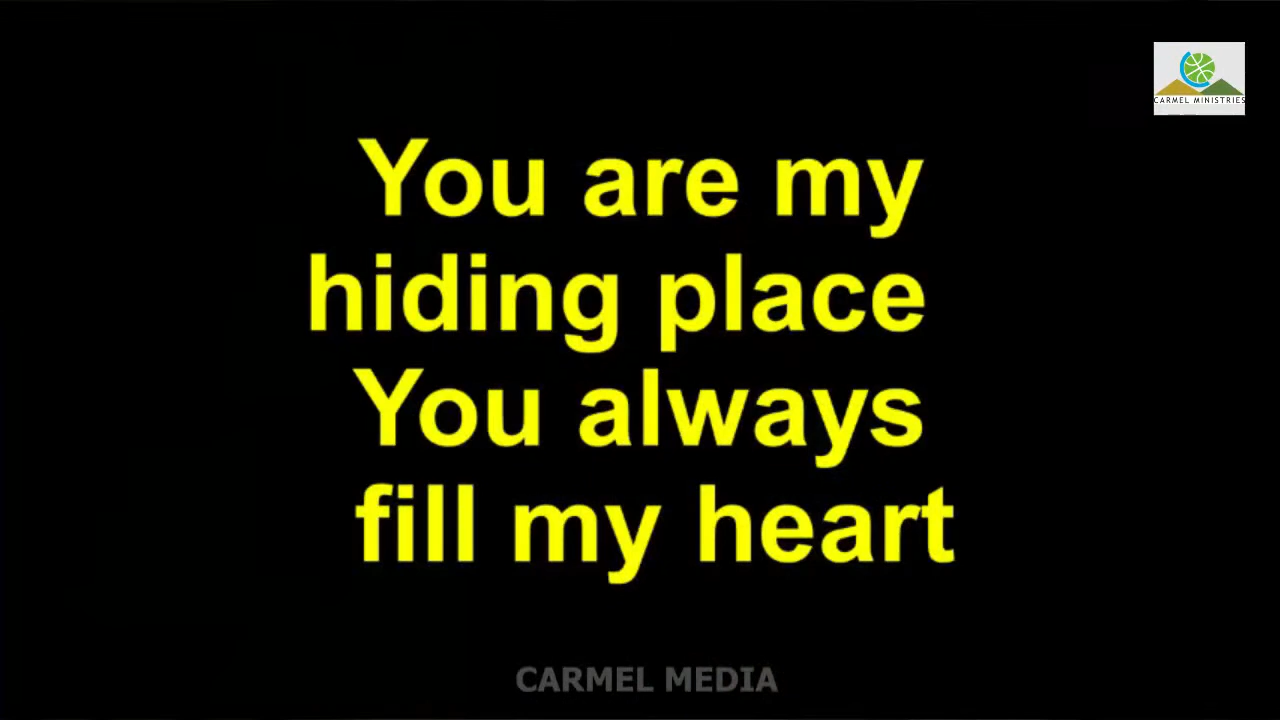 CARMEL MINISTRIES
You are my
hiding place
You always
fill my heart
CARMEL MEDIA